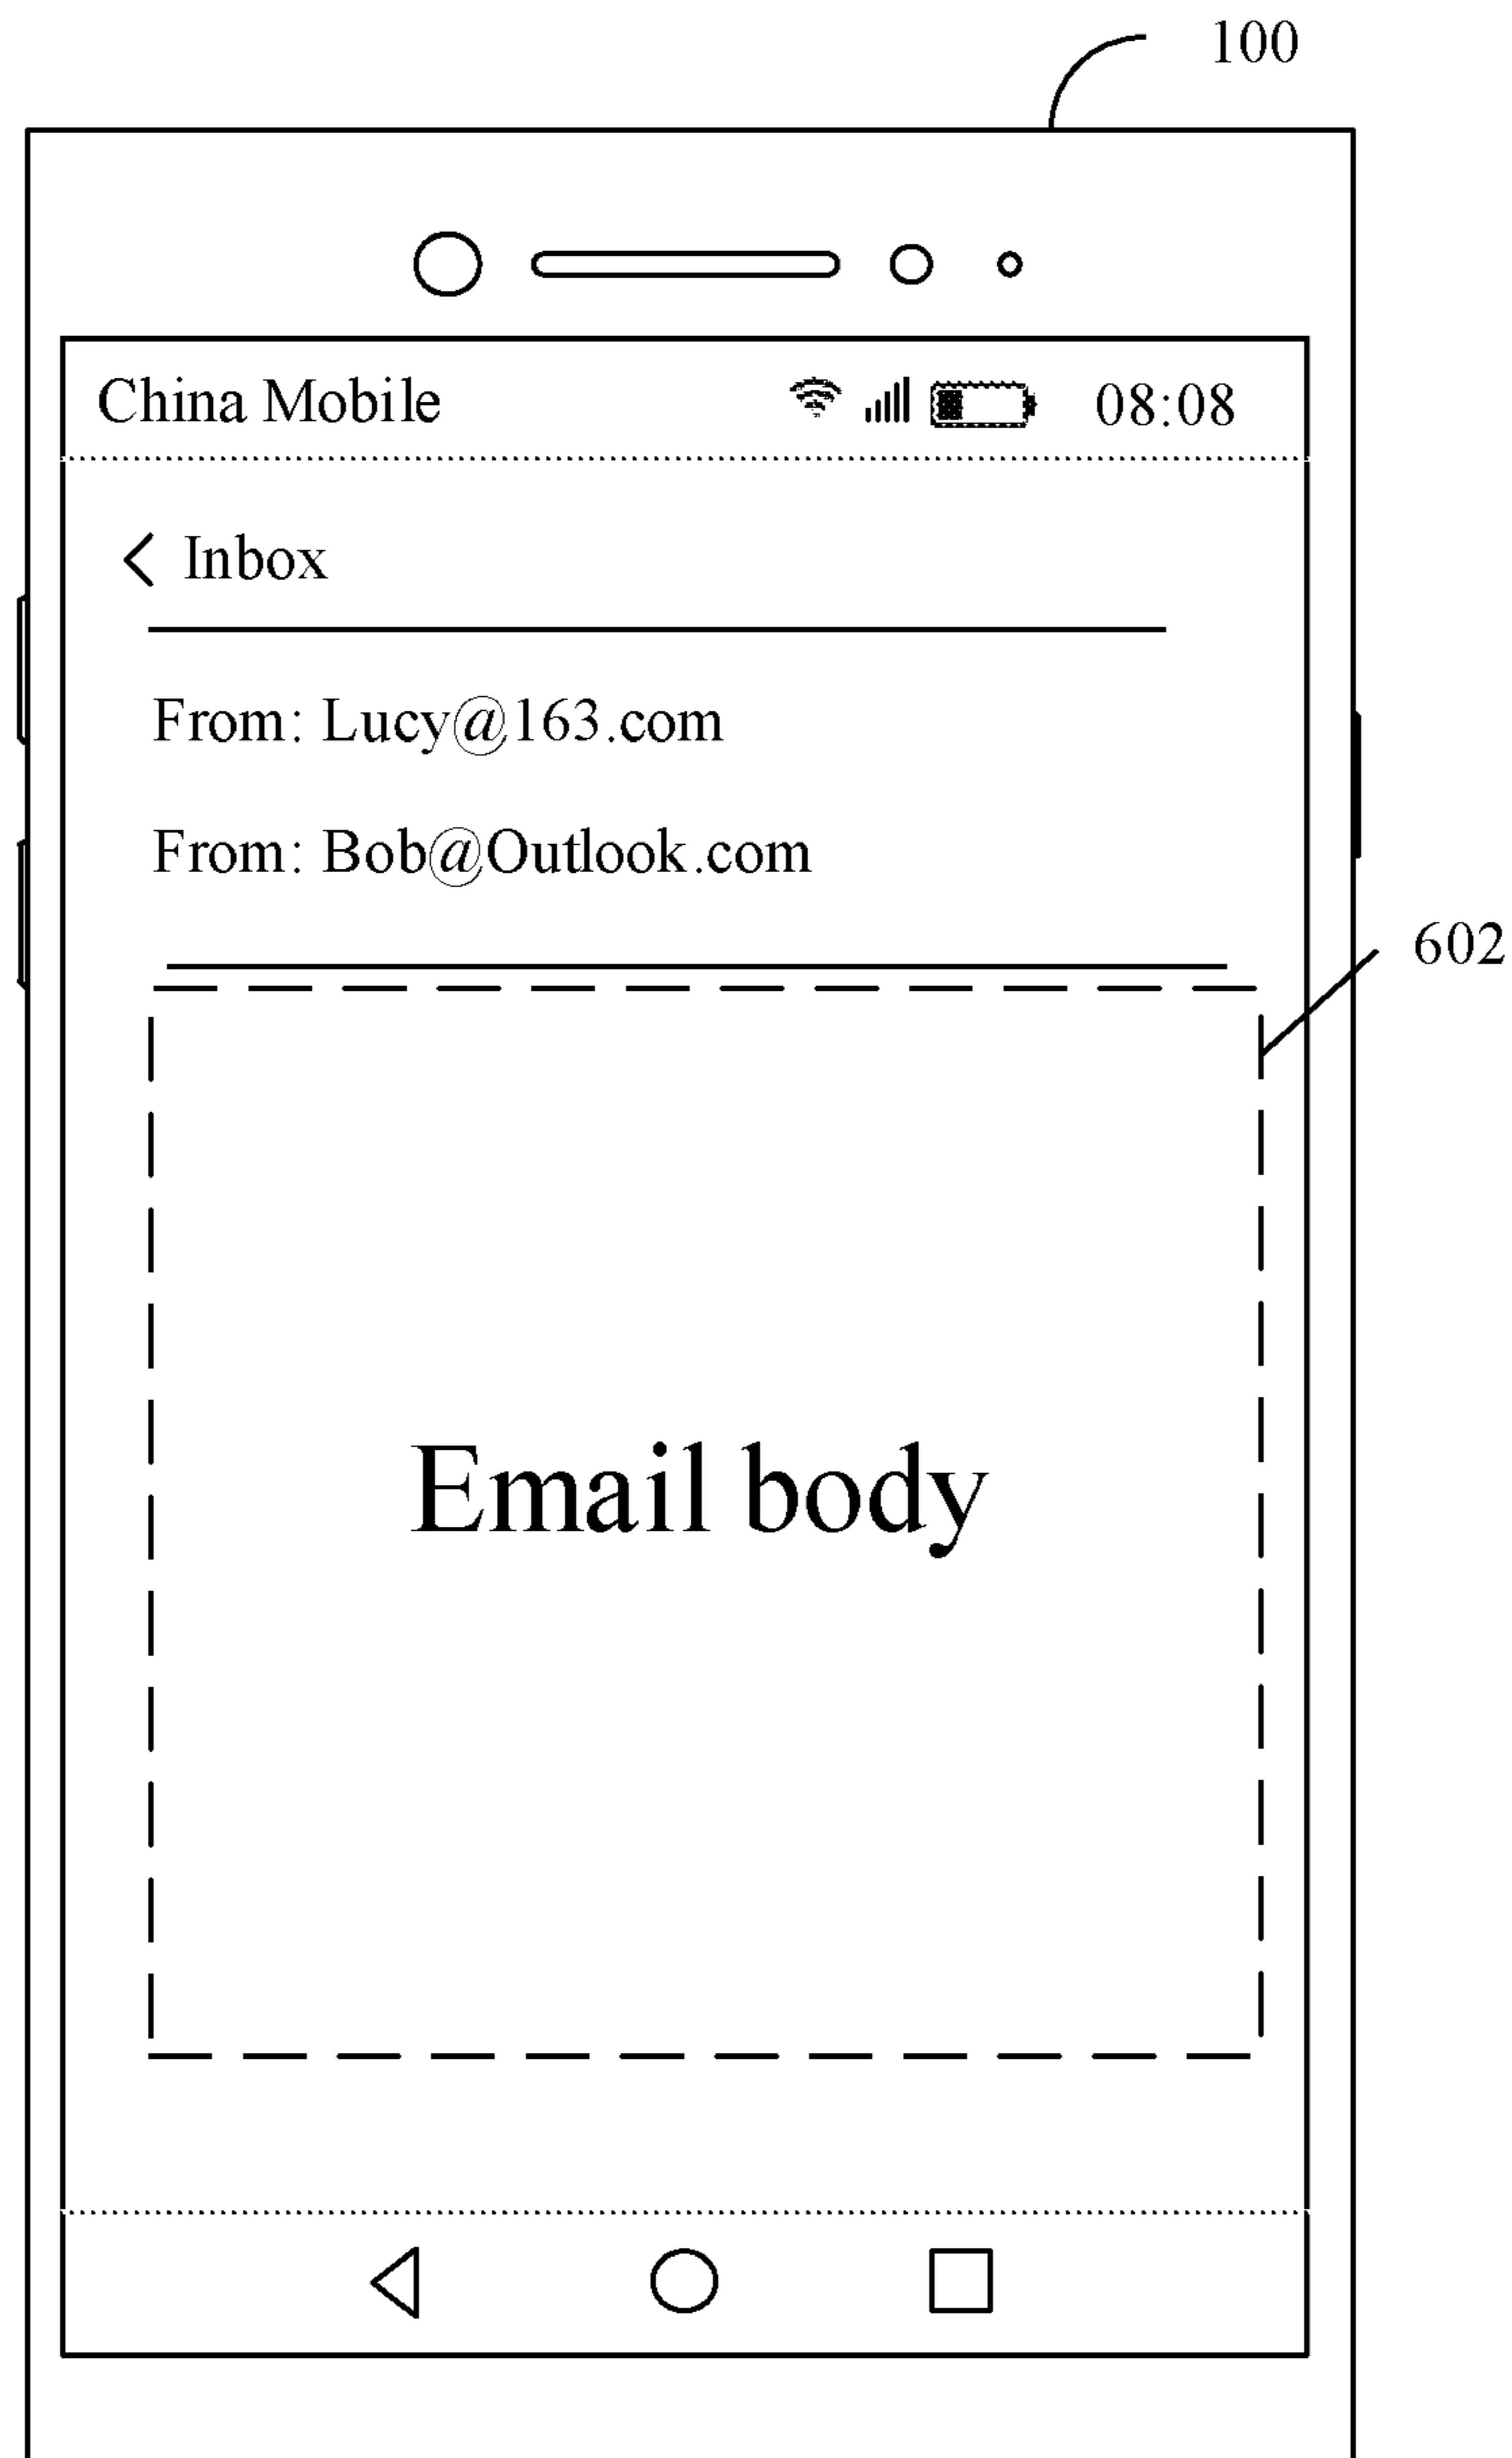 100
China Mobile 08:08
Inbox
From: Lucy@163.com
From: Bob@Outlook.com
602
Email body